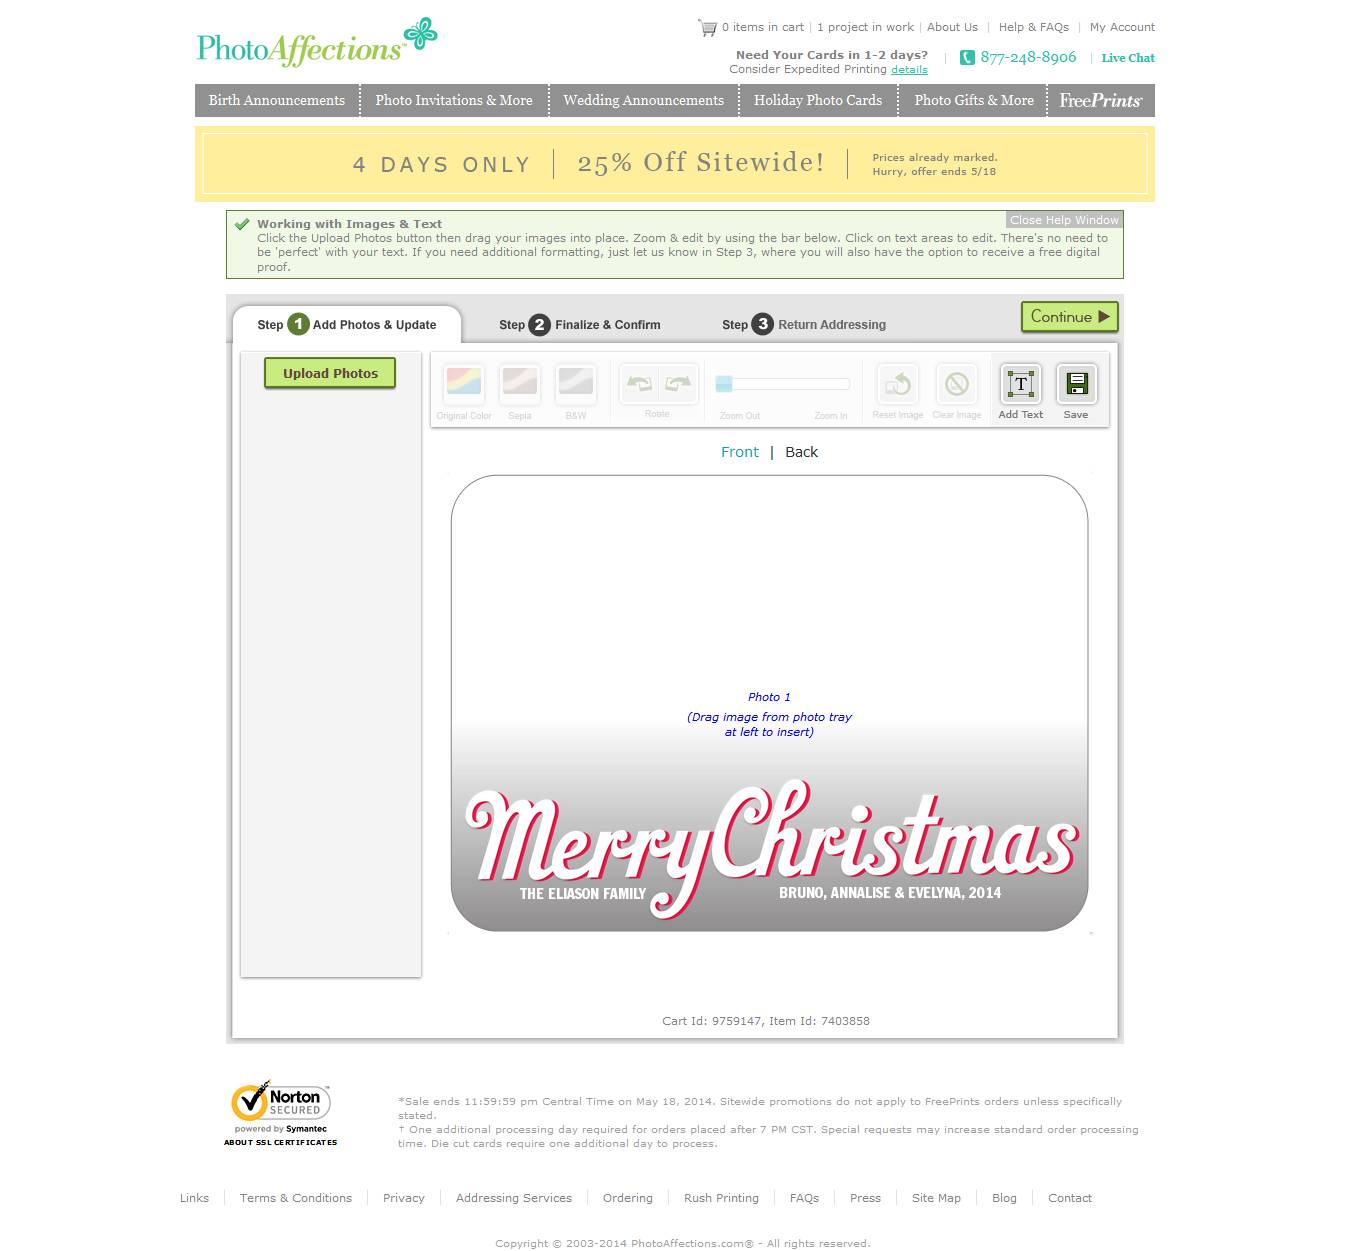 PhotoAffections™
0 items in cart | 1 project in work | About Us | Help & FAQs | My Account
Need Your Cards in 1-2 days?
Consider Expedited Printing details
877-248-8906 | Live Chat
Birth Announcements Photo Invitations & More Wedding Announcements Holiday Photo Cards Photo Gifts & More FreePrints™
4 DAYS ONLY | 25% Off Sitewide! |
Prices already marked.
Hurry, offer ends 5/18
Working with Images & Text
Close Help Window
Click the Upload Photos button then drag your images into place. Zoom & edit by using the bar below. Click on text areas to edit. There's no need to
be 'perfect' with your text. If you need additional formatting, just let us know in Step 3, where you will also have the option to receive a free digital
proof.
Step 1 Add Photos & Update
Step 2 Finalize & Confirm
Step 3 Return Addressing
Continue
Upload Photos
Original Color Sepia B&W Rotate Zoom Out Zoom In Reset Image Clear Image
T
Add Text Save
Front | Back
Photo 1
(Drag image from photo tray
at left to insert)
Merry Christmas
THE ELIASON FAMILY
BRUNO, ANNALISE & EVELYNA, 2014
Cart Id: 9759147, Item Id: 7403858
Norton™
SECURED
powered by Symantec
ABOUT SSL CERTIFICATES
*Sale ends 11:59:59 pm Central Time on May 18, 2014. Sitewide promotions do not apply to FreePrints orders unless specifically
stated.
† One additional processing day required for orders placed after 7 PM CST. Special requests may increase standard order processing
time. Die cut cards require one additional day to process.
Links | Terms & Conditions | Privacy | Addressing Services | Ordering | Rush Printing | FAQs | Press | Site Map | Blog | Contact
Copyright © 2003-2014 PhotoAffections.com® - All rights reserved.